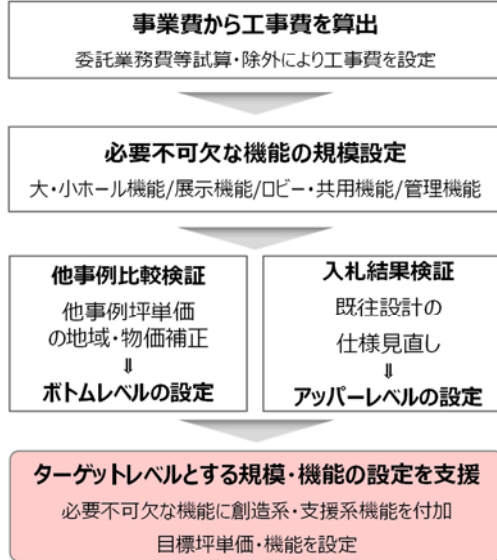 事業費から工事費を算出
委託業務費等試算・除外により工事費を設定
必要不可欠な機能の規模設定
大・小ホール機能/展示機能/ロビー・共用機能/管理機能
他事例比較検証
他事例坪単価
の地域・物価補正
⇓
ボトムレベルの設定
入札結果検証
既往設計の
仕様見直し
⇓
アッパーレベルの設定
ターゲットレベルとする規模・機能の設定を支援
必要不可欠な機能に創造系・支援系機能を付加
目標坪単価・機能を設定